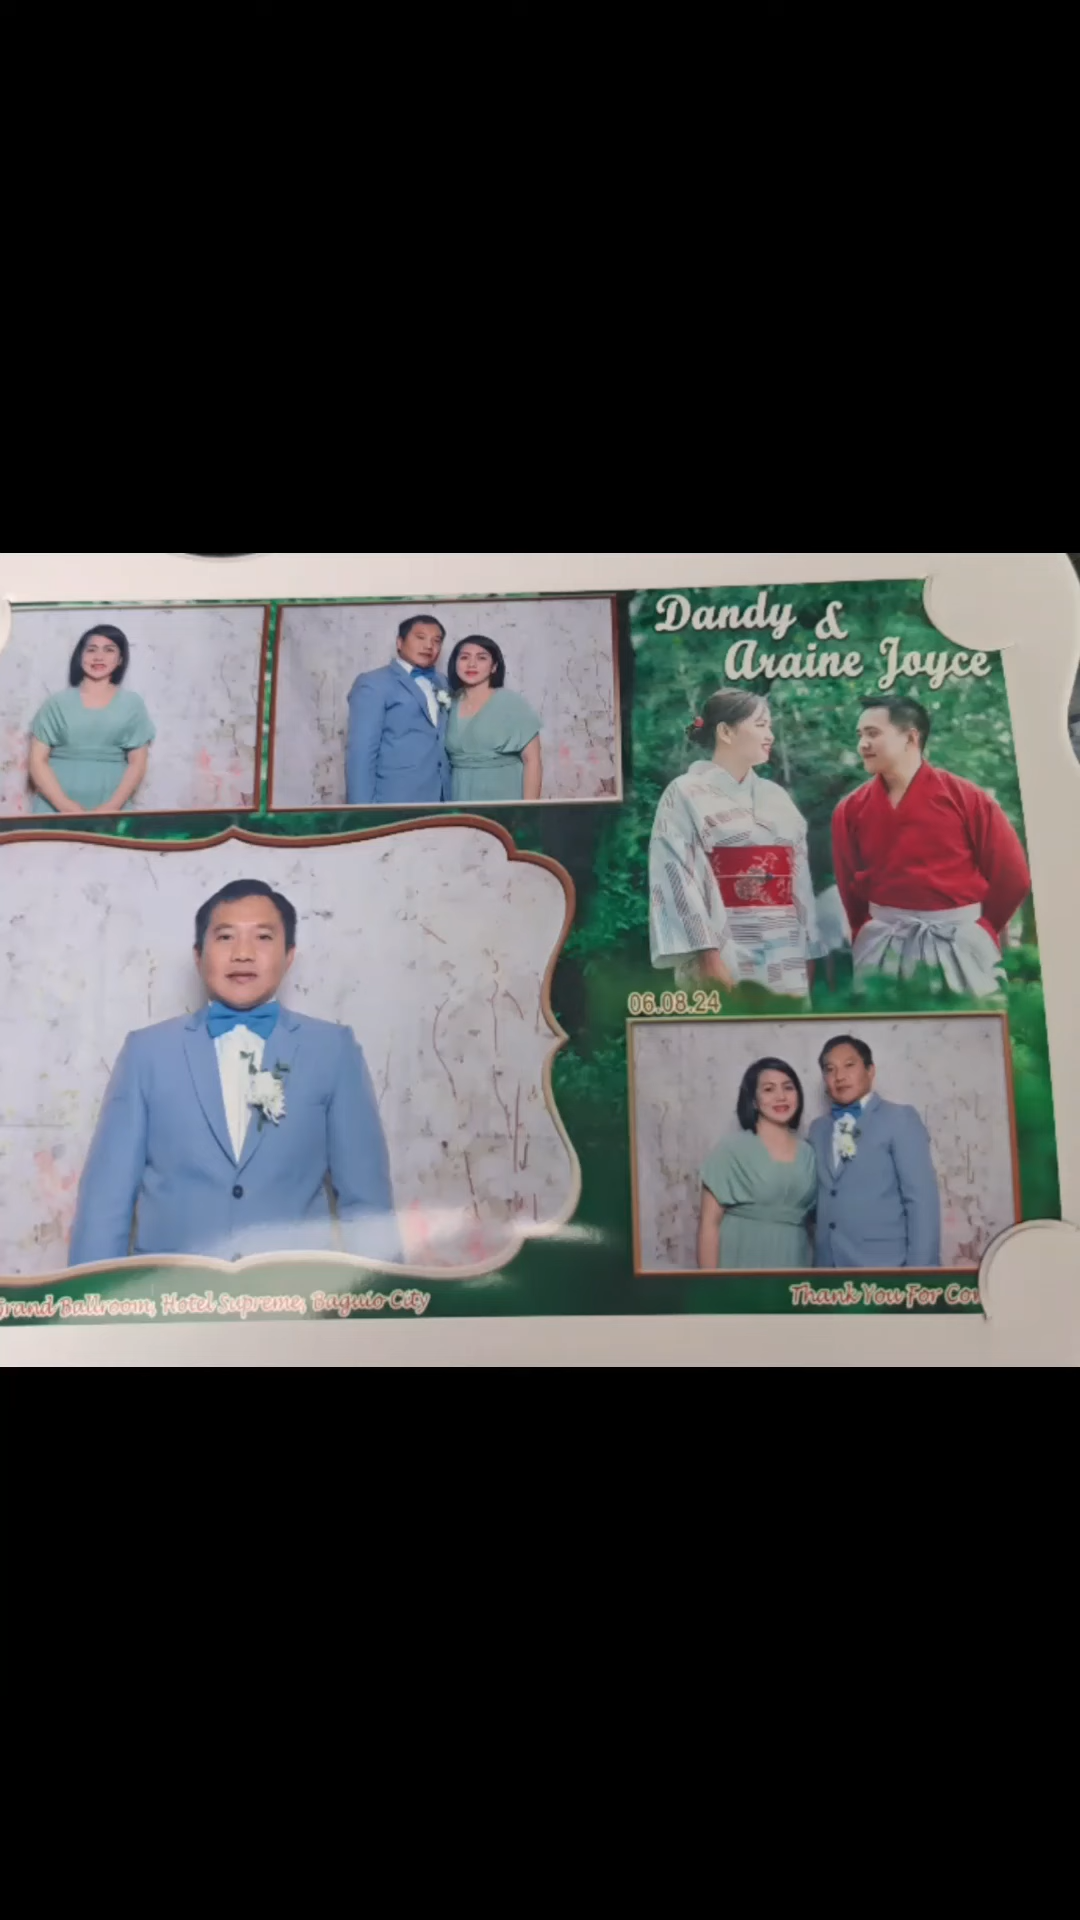 Dandy &
Araine Joyce
06.08.24
Grand Ballroom, Hotel Supreme, Baguio City
Thank You For